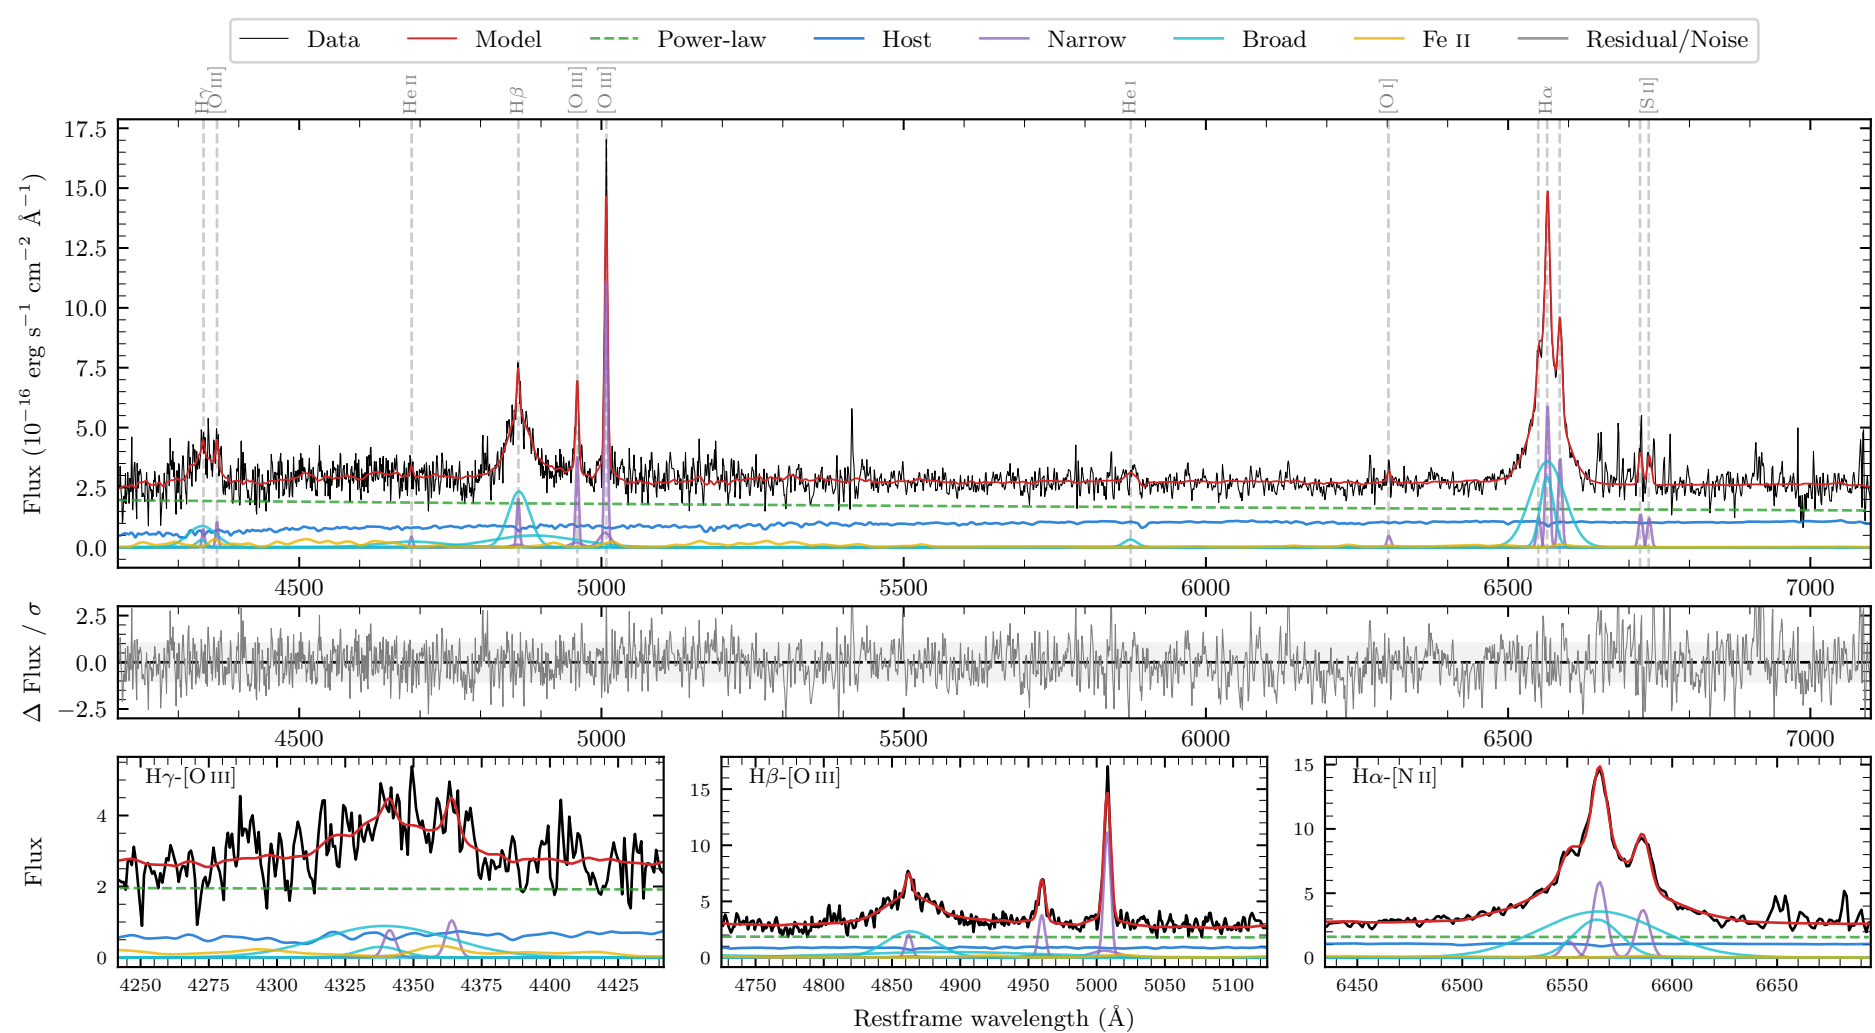 Data Model Power-law Host Narrow Broad Fe II Residual/Noise
Hγ [O III] He II Hβ [O III] [O III] He I [O I] Hα [S II]
Flux (10⁻¹⁶ erg s⁻¹ cm⁻² Å⁻¹)
17.5
15.0
12.5
10.0
7.5
5.0
2.5
0.0
4500 5000 5500 6000 6500 7000
Δ Flux / σ
2.5
0.0
−2.5
4500 5000 5500 6000 6500 7000
Flux
Hγ-[O III]
4
2
0
4250 4275 4300 4325 4350 4375 4400 4425
Hβ-[O III]
15
10
5
0
4750 4800 4850 4900 4950 5000 5050 5100
Hα-[N II]
15
10
5
0
6450 6500 6550 6600 6650
Restframe wavelength (Å)